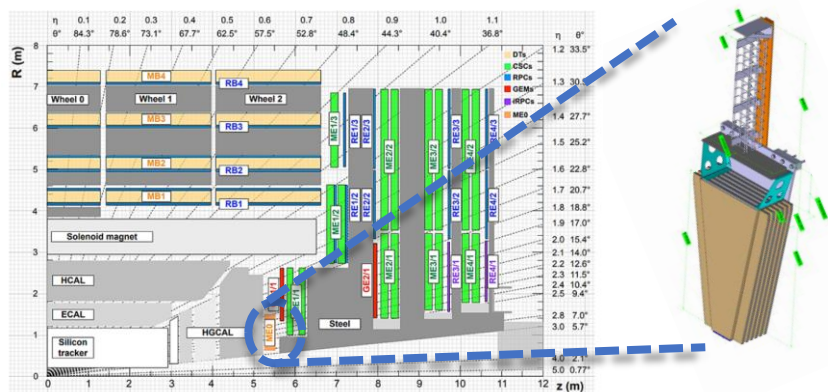 η 0.1 0.2 0.3 0.4 0.5 0.6 0.7 0.8 0.9 1.0 1.1
θ° 84.3° 78.6° 73.1° 67.7° 62.5° 57.5° 52.8° 48.4° 44.3° 40.4° 36.8° η θ°
R (m)
8
7
6
5
4
3
2
1
0
1.2 33.5°
1.3 30.5°
1.4 27.7°
1.5 25.2°
1.6 22.8°
1.7 20.7°
1.8 18.8°
1.9 17.0°
2.0 15.4°
2.1 14.0°
2.2 12.6°
2.3 11.5°
2.4 10.4°
2.5 9.4°
2.8 7.0°
3.0 5.7°
4.0 2.1°
5.0 0.77°
DTs
CSCs
RPCs
GEMs
iRPCs
ME0
MB4
RB4
Wheel 0 Wheel 1 Wheel 2
MB3
RB3
MB2
RB2
MB1
RB1
Solenoid magnet
HCAL
ECAL
HGCAL
Silicon
tracker
Steel
ME0
ME1/3
ME1/2
ME1/1
RE1/3
RE2/3
RE1/2
RE2/2
GE2/1
ME2/2
ME2/1
ME3/2
ME3/1
RE3/3
RE3/2
RE3/1
ME4/2
ME4/1
RE4/3
RE4/2
RE4/1
0 1 2 3 4 5 6 7 8 9 10 11 12
z (m)